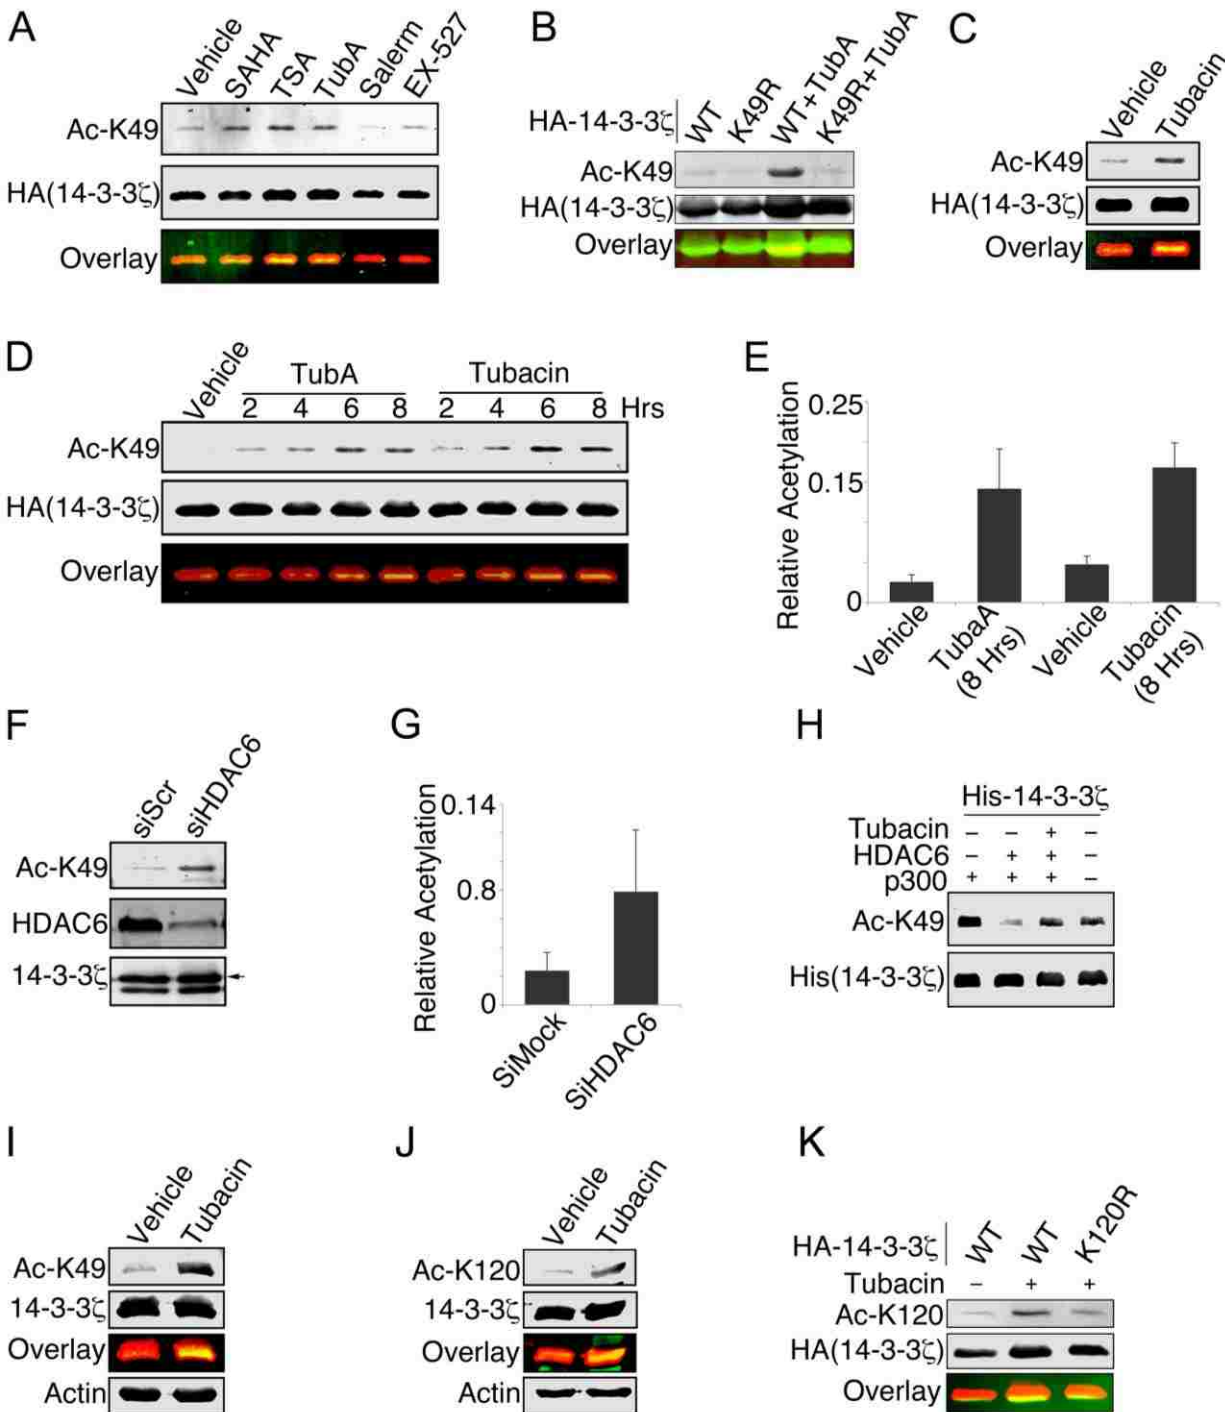 A
Vehicle
SAHA
TSA
TubA
Salerm
EX-527
Ac-K49
HA(14-3-3ζ)
Overlay
B
HA-14-3-3ζ
WT
K49R
WT+TubA
K49R+TubA
Ac-K49
HA(14-3-3ζ)
Overlay
C
Vehicle
Tubacin
Ac-K49
HA(14-3-3ζ)
Overlay
D
Vehicle
TubA
Tubacin
2 4 6 8 2 4 6 8 Hrs
Ac-K49
HA(14-3-3ζ)
Overlay
E
Relative Acetylation
0.25
0.15
0
Vehicle
TubaA
(8 Hrs)
Vehicle
Tubacin
(8 Hrs)
F
siScr
siHDAC6
Ac-K49
HDAC6
14-3-3ζ
G
Relative Acetylation
0.14
0.8
0
SiMock
SiHDAC6
H
His-14-3-3ζ
Tubacin – – + –
HDAC6 – + + –
p300 + + + –
Ac-K49
His(14-3-3ζ)
I
Vehicle
Tubacin
Ac-K49
14-3-3ζ
Overlay
Actin
J
Vehicle
Tubacin
Ac-K120
14-3-3ζ
Overlay
Actin
K
HA-14-3-3ζ
WT
WT
K120R
Tubacin – + +
Ac-K120
HA(14-3-3ζ)
Overlay